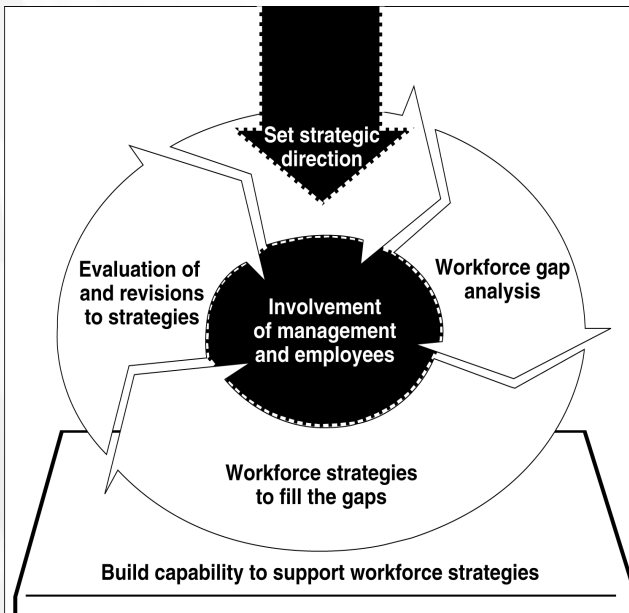 Set strategic
direction
Workforce gap
analysis
Evaluation of
and revisions
to strategies
Involvement
of management
and employees
Workforce strategies
to fill the gaps
Build capability to support workforce strategies